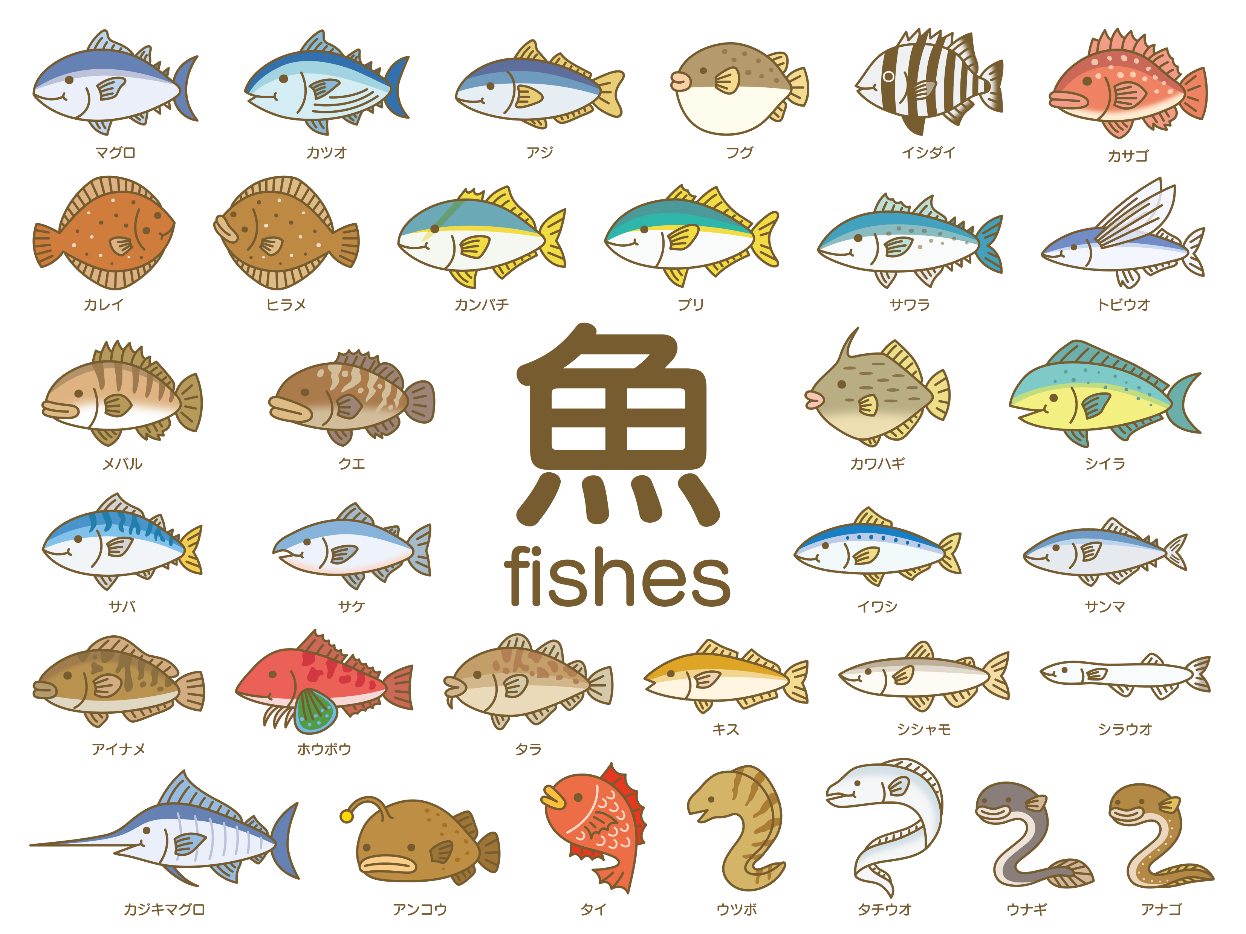 マグロ
カツオ
アジ
フグ
イシダイ
カサゴ
カレイ
ヒラメ
カンパチ
ブリ
サワラ
トビウオ
メバル
クエ
魚
カワハギ
シイラ
サバ
サケ
fishes
イワシ
サンマ
アイナメ
ホウボウ
タラ
キス
シシャモ
シラウオ
カジキマグロ
アンコウ
タイ
ウツボ
タチウオ
ウナギ
アナゴ